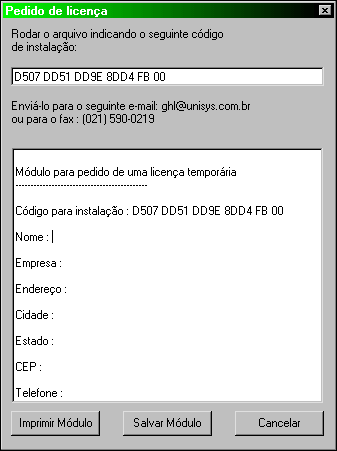 Pedido de licença
Rodar o arquivo indicando o seguinte código
de instalação:
D507 DD51 DD9E 8DD4 FB 00
Enviá-lo para o seguinte e-mail: ghl@unisys.com.br
ou para o fax : (021) 590-0219
Módulo para pedido de uma licença temporária
--------------------------------------------
Código para instalação : D507 DD51 DD9E 8DD4 FB 00
Nome :
Empresa :
Endereço :
Cidade :
Estado :
CEP :
Telefone :
Imprimir Módulo
Salvar Módulo
Cancelar